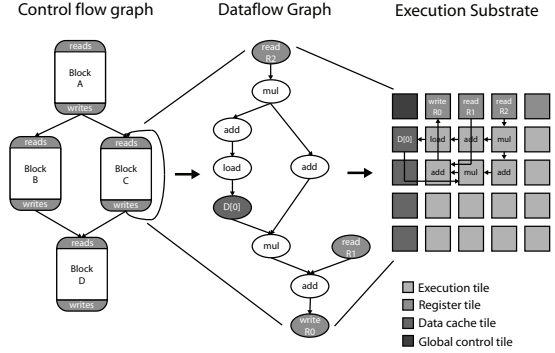 Control flow graph
Dataflow Graph
Execution Substrate
reads
Block
A
writes
reads
Block
B
writes
reads
Block
C
writes
reads
Block
D
writes
read
R2
mul
add
load
add
D[0]
mul
read
R1
add
write
R0
write
R0
read
R1
read
R2
D[0]
load
add
mul
add
mul
add
Execution tile
Register tile
Data cache tile
Global control tile